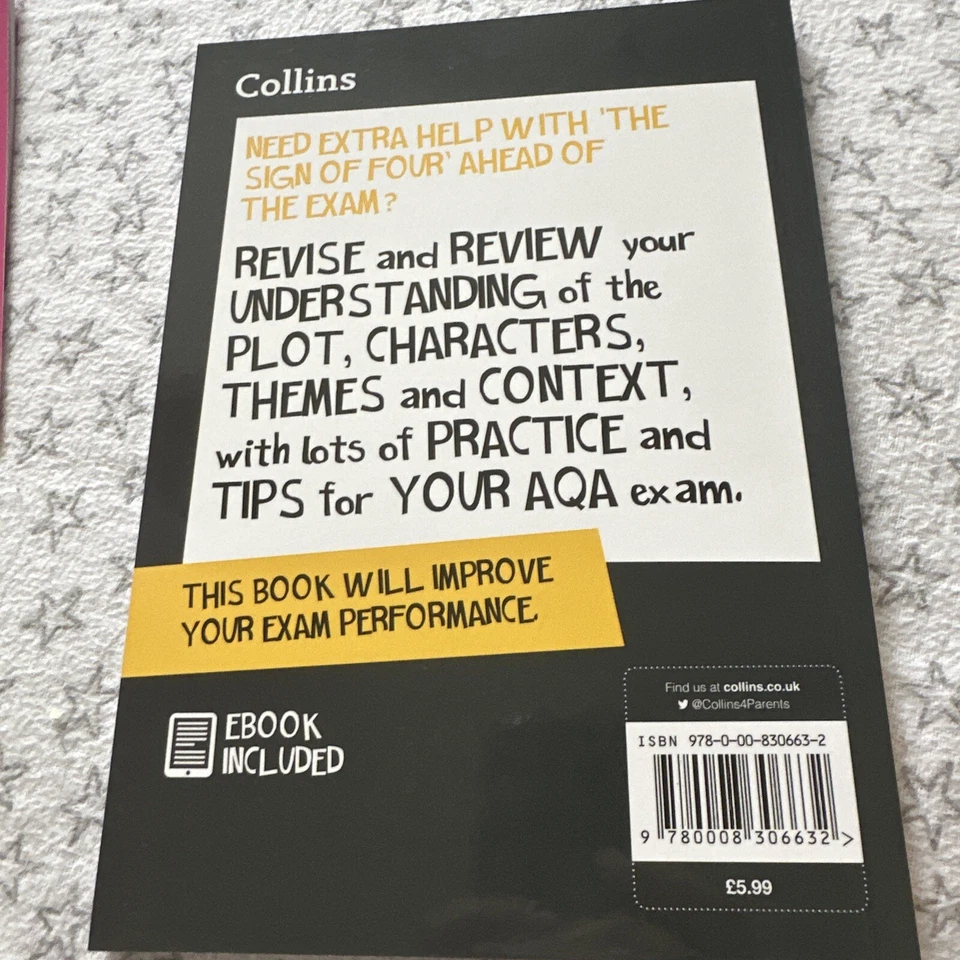 Collins
NEED EXTRA HELP WITH 'THE
SIGN OF FOUR' AHEAD OF
THE EXAM?
REVISE and REVIEW your
UNDERSTANDING of the
PLOT, CHARACTERS,
THEMES and CONTEXT,
with lots of PRACTICE and
TIPS for YOUR AQA exam.
THIS BOOK WILL IMPROVE
YOUR EXAM PERFORMANCE.
EBOOK
INCLUDED
Find us at collins.co.uk
@Collins4Parents
ISBN 978-0-00-830663-2
9 780008 306632 >
£5.99